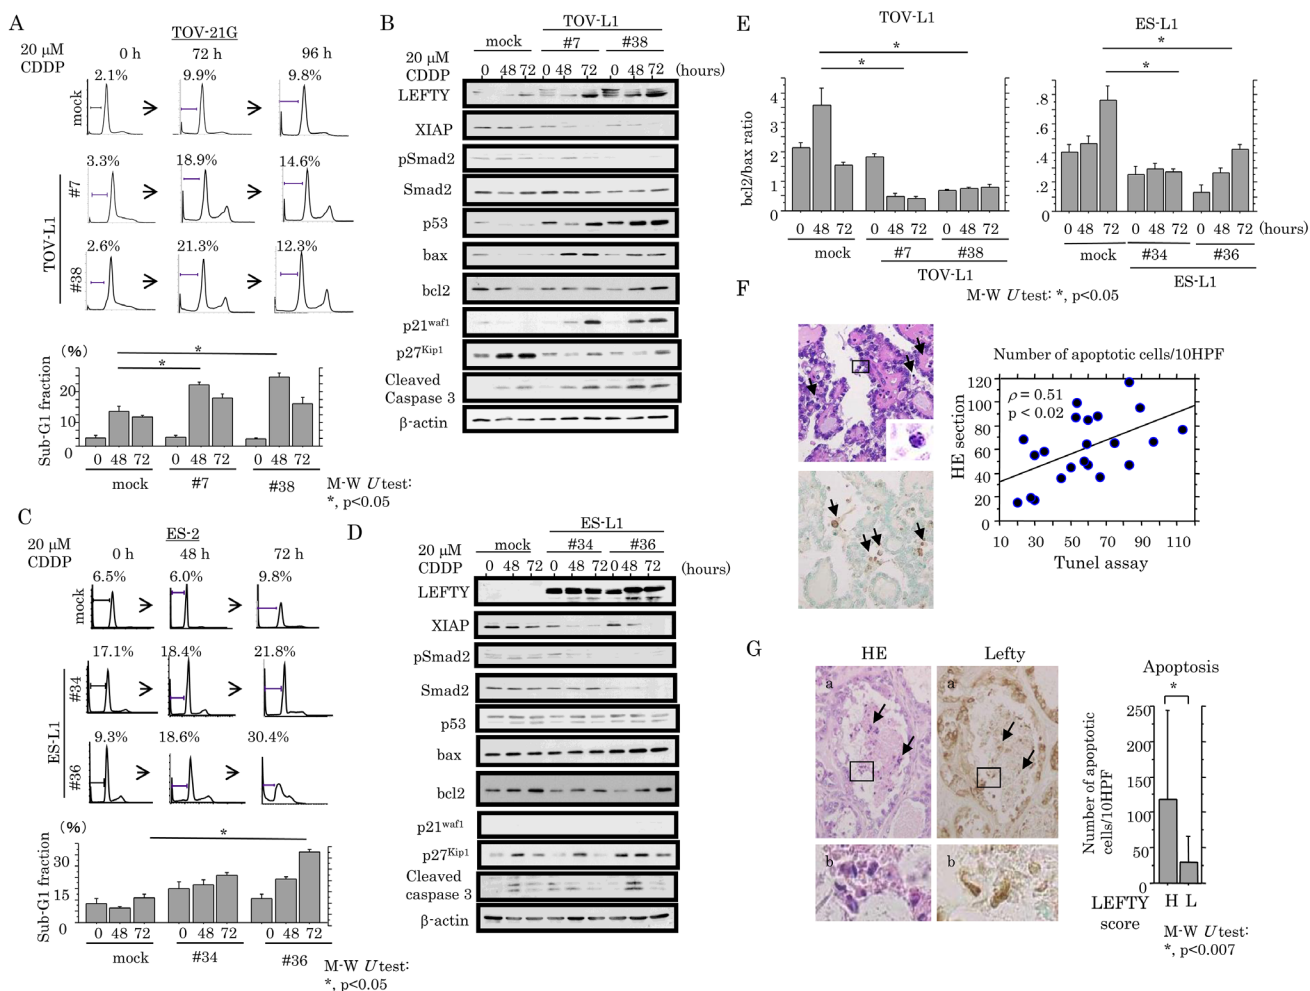 A
TOV-21G
20 μM
CDDP
0 h
72 h
96 h
mock
2.1%
9.9%
9.8%
TOV-L1
#7
3.3%
18.9%
14.6%
#38
2.6%
21.3%
12.3%
(%)
Sub-G1 fraction
20
10
0
0 48 72
0 48 72
0 48 72
mock
#7
#38
*
*
M-W U test:
*, p<0.05
B
TOV-L1
mock
#7
#38
20 μM
CDDP
0 48 72 0 48 72 0 48 72 (hours)
LEFTY
XIAP
pSmad2
Smad2
p53
bax
bcl2
p21waf1
p27Kip1
Cleaved
Caspase 3
β-actin
C
ES-2
20 μM
CDDP
0 h
48 h
72 h
mock
6.5%
6.0%
9.8%
ES-L1
#34
17.1%
18.4%
21.8%
#36
9.3%
18.6%
30.4%
(%)
Sub-G1 fraction
30
15
0
0 48 72
0 48 72
0 48 72
mock
#34
#36
*
M-W U test:
*, p<0.05
D
ES-L1
mock
#34
#36
20 μM
CDDP
0 48 72 0 48 72 0 48 72 (hours)
LEFTY
XIAP
pSmad2
Smad2
p53
bax
bcl2
p21waf1
p27Kip1
Cleaved
caspase 3
β-actin
E
TOV-L1
*
*
bcl2/bax ratio
4
3
2
1
0
0 48 72
0 48 72
0 48 72
mock
#7
#38
TOV-L1
ES-L1
*
*
.8
.6
.4
.2
0
0 48 72
0 48 72
0 48 72 (hours)
mock
#34
#36
ES-L1
M-W U test: *, p<0.05
F
Number of apoptotic cells/10HPF
HE section
120
100
80
60
40
20
0
ρ = 0.51
p < 0.02
10 30 50 70 90 110
Tunel assay
G
HE
Lefty
a
a
b
b
Apoptosis
*
Number of apoptotic
cells/10HPF
250
200
150
100
50
0
LEFTY
score
H L
M-W U test:
*, p<0.007